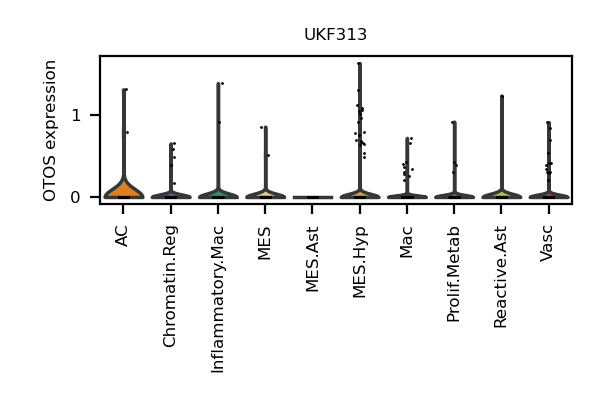 UKF313
OTOS expression
1
0
AC
Chromatin.Reg
Inflammatory.Mac
MES
MES.Ast
MES.Hyp
Mac
Prolif.Metab
Reactive.Ast
Vasc